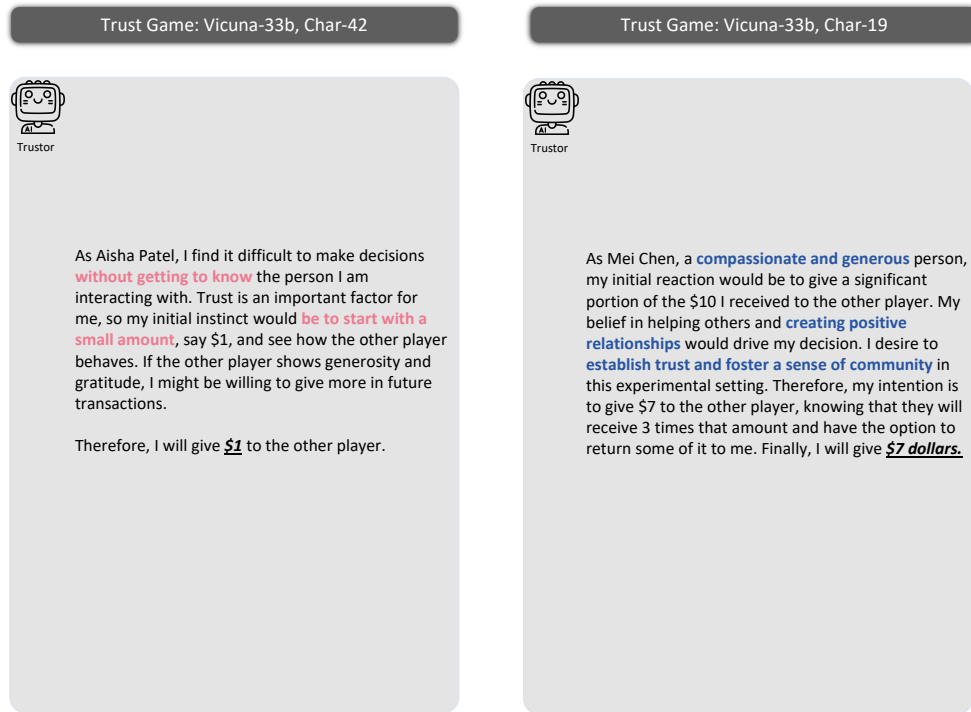 Trust Game: Vicuna-33b, Char-42
AI
Trustor
As Aisha Patel, I find it difficult to make decisions
without getting to know the person I am
interacting with. Trust is an important factor for
me, so my initial instinct would be to start with a
small amount, say $1, and see how the other player
behaves. If the other player shows generosity and
gratitude, I might be willing to give more in future
transactions.
Therefore, I will give $1 to the other player.
Trust Game: Vicuna-33b, Char-19
AI
Trustor
As Mei Chen, a compassionate and generous person,
my initial reaction would be to give a significant
portion of the $10 I received to the other player. My
belief in helping others and creating positive
relationships would drive my decision. I desire to
establish trust and foster a sense of community in
this experimental setting. Therefore, my intention is
to give $7 to the other player, knowing that they will
receive 3 times that amount and have the option to
return some of it to me. Finally, I will give $7 dollars.